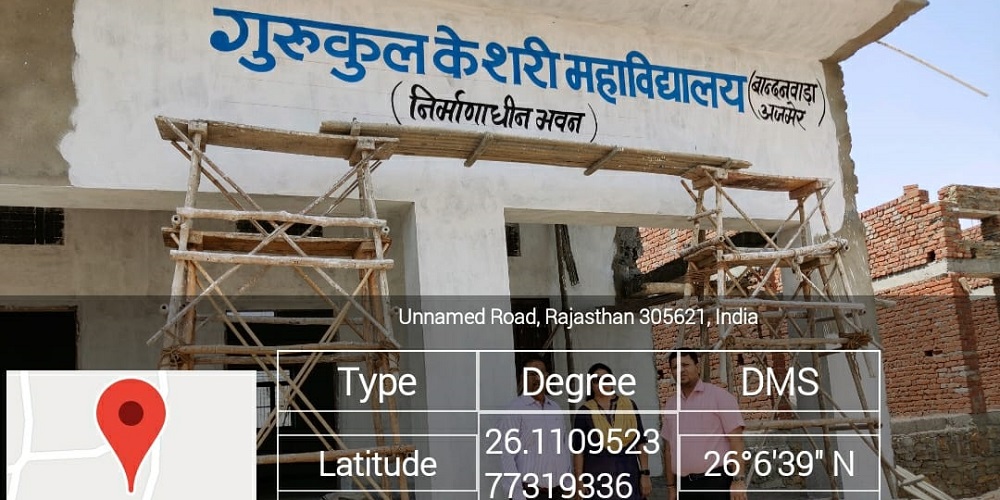 गुरुकुल केशरी महाविद्यालय (बान्दनवाड़ा
अजमेर)
(निर्माणाधीन भवन)
Unnamed Road, Rajasthan 305621, India
Type Degree DMS
Latitude 26.1109523
77319336 26°6'39" N